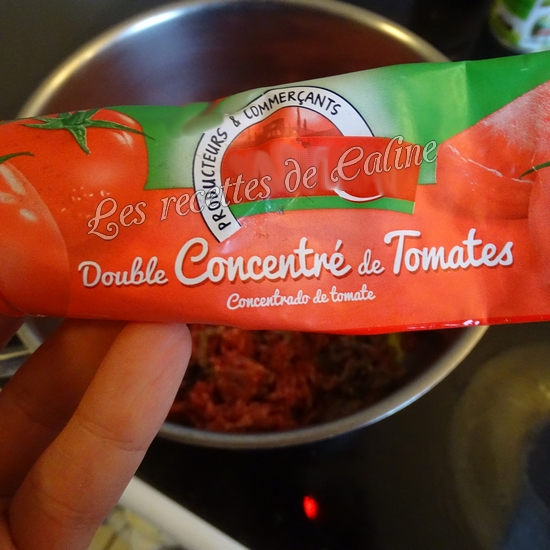 PRODUCTEURS & COMMERÇANTS
Les recettes de Caline
Double Concentré de Tomates
Concentrado de tomate